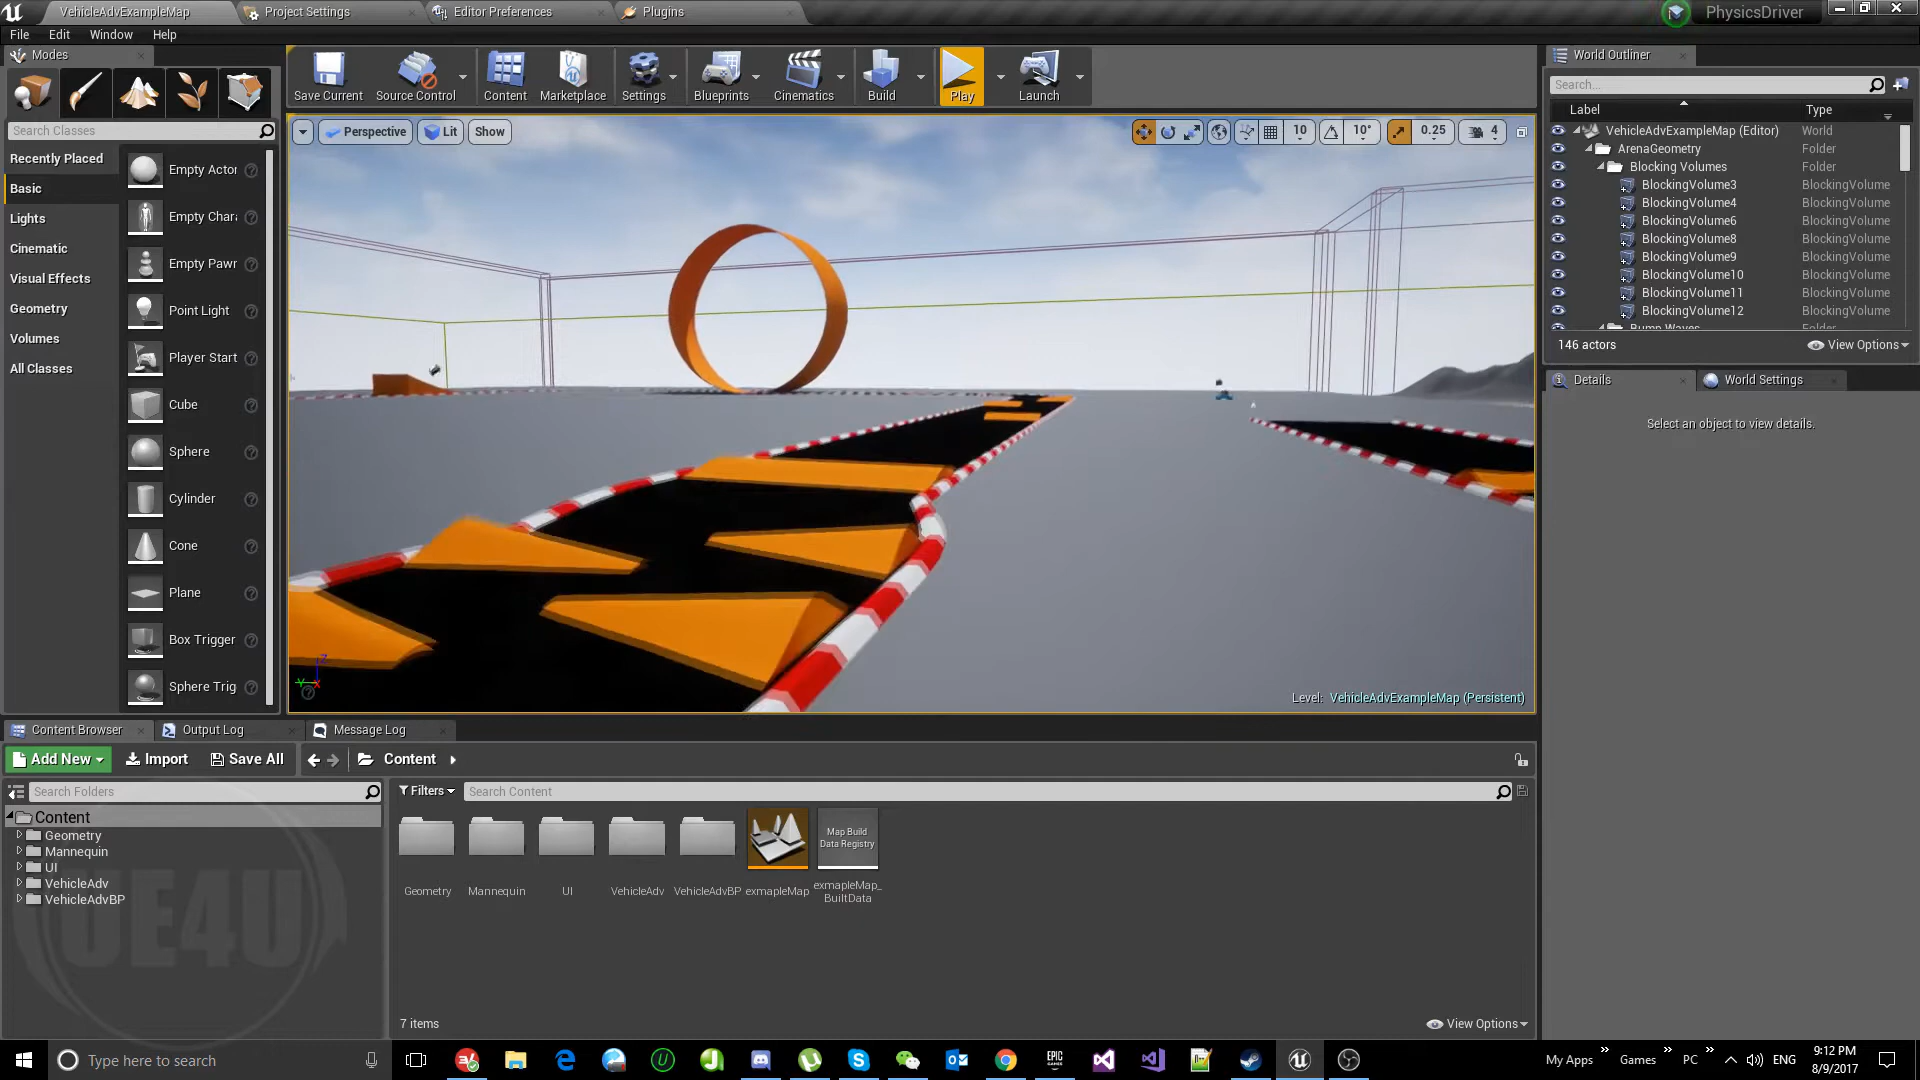 VehicleAdvExampleMap
Project Settings
Editor Preferences
Plugins
PhysicsDriver
File Edit Window Help
Modes
Save Current
Source Control
Content
Marketplace
Settings
Blueprints
Cinematics
Build
Play
Launch
World Outliner
Search...
Label Type
Search Classes
Recently Placed
Basic
Lights
Cinematic
Visual Effects
Geometry
Volumes
All Classes
Empty Actor
Empty Chara
Empty Pawn
Point Light
Player Start
Cube
Sphere
Cylinder
Cone
Plane
Box Trigger
Sphere Trig
Perspective Lit Show
10 10° 0.25 4
Level: VehicleAdvExampleMap (Persistent)
VehicleAdvExampleMap (Editor) World
ArenaGeometry Folder
Blocking Volumes Folder
BlockingVolume3 BlockingVolume
BlockingVolume4 BlockingVolume
BlockingVolume6 BlockingVolume
BlockingVolume8 BlockingVolume
BlockingVolume9 BlockingVolume
BlockingVolume10 BlockingVolume
BlockingVolume11 BlockingVolume
BlockingVolume12 BlockingVolume
Bump Waves Folder
146 actors View Options
Details World Settings
Select an object to view details.
Content Browser Output Log Message Log
Add New Import Save All Content
Search Folders
Filters Search Content
Content
Geometry
Mannequin
UI
VehicleAdv
VehicleAdvBP
UE4U
Map Build
Data Registry
Geometry
Mannequin
UI
VehicleAdv
VehicleAdvBP
exmapleMap
exmapleMap_
BuiltData
7 items View Options
Type here to search
EPIC
GAMES
My Apps » Games » PC » ENG
9:12 PM
8/9/2017